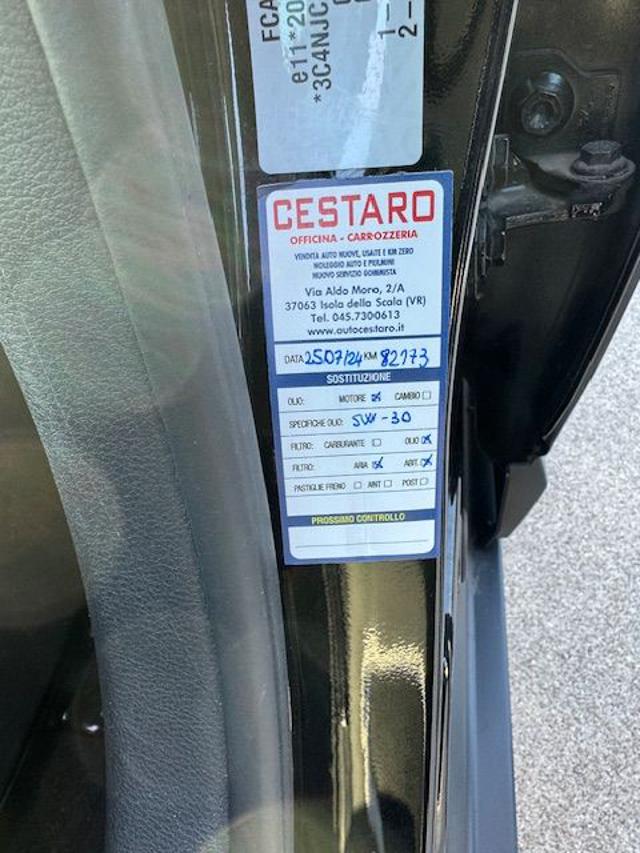 FCA
e11*20
*3C4NJC
1-
2-
CESTARO
OFFICINA - CARROZZERIA
VENDITA AUTO NUOVE, USATE E KM ZERO
NOLEGGIO AUTO E PULMINI
NUOVO SERVIZIO GOMMISTA
Via Aldo Moro, 2/A
37063 Isola della Scala (VR)
Tel. 045.7300613
www.autocestaro.it
DATA 2507/24 KM 82173
SOSTITUZIONE
OLIO: MOTORE CAMBIO
SPECIFICHE OLIO: 5W-30
FILTRO: CARBURANTE OLIO
FILTRO: ARIA ABIT.
PASTIGLIE FRENO ANT POST
PROSSIMO CONTROLLO